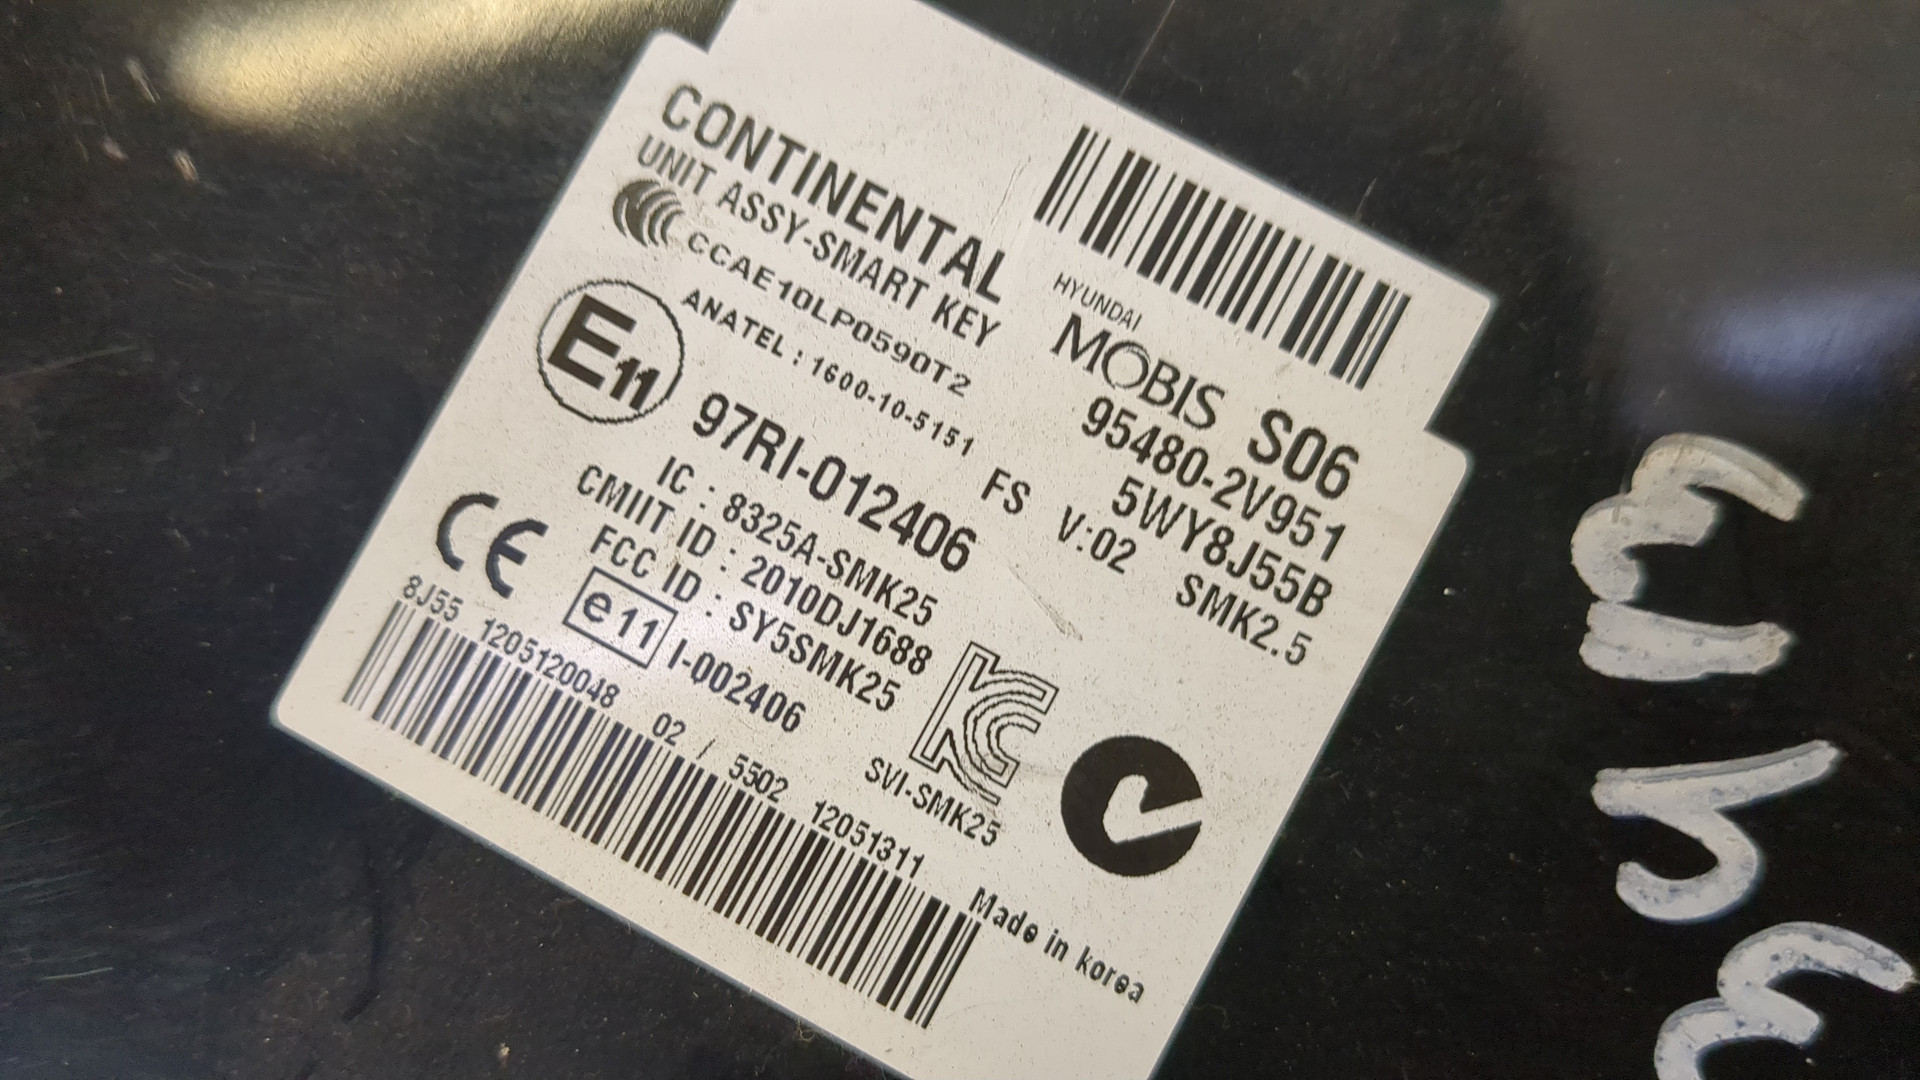 CONTINENTAL
UNIT ASSY-SMART KEY
CCC CCAE10LP0590T2
ANATEL : 1600-10-5151
E11 97RI-012406
HYUNDAI
MOBIS S06
95480-2V951
5WY8J55B
FS V:02 SMK2.5
IC : 8325A-SMK25
CMIIT ID : 2010DJ1688
FCC ID : SY5SMK25
CE e11 I-002406
KC
SVI-SMK25
8J55 1205120048 02 / 5502 12051311
Made in korea